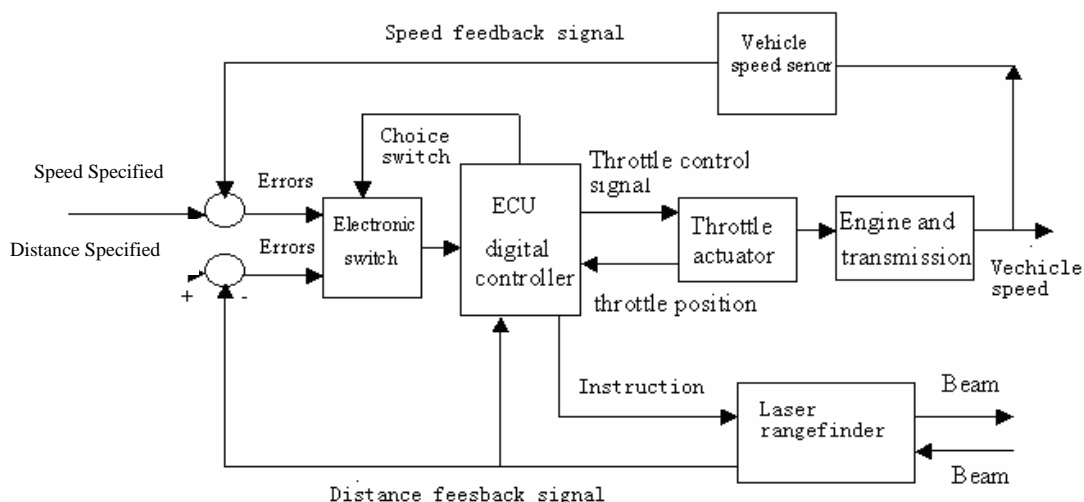 Speed feedback signal
Vehicle
speed senor
Choice
switch
Throttle control
signal
Speed Specified
Errors
ECU
digital
controller
Electronic
switch
Throttle
actuator
Engine and
transmission
Distance Specified
Errors
+
-
throttle position
Vechicle
speed
Instruction
Laser
rangefinder
Beam
Beam
Distance feesback signal